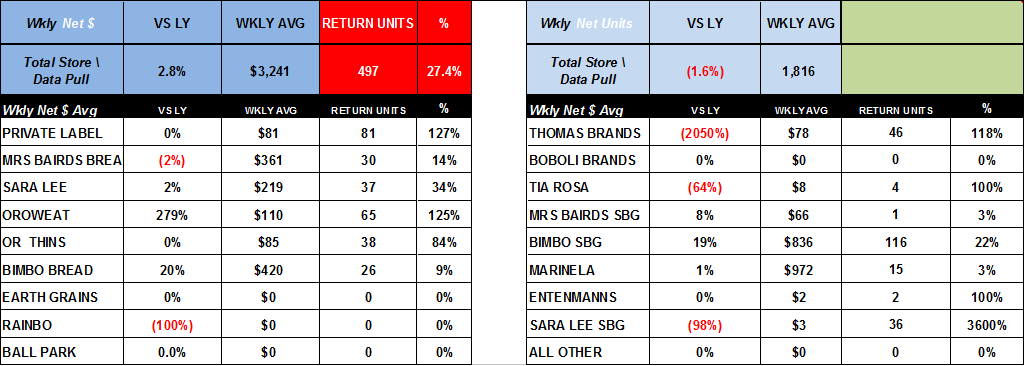 Wkly Net $ VS LY WKLY AVG RETURN UNITS %
Total Store \
Data Pull 2.8% $3,241 497 27.4%
Wkly Net $ Avg VS LY WKLY AVG RETURN UNITS %
PRIVATE LABEL 0% $81 81 127%
MRS BAIRDS BREA (2%) $361 30 14%
SARA LEE 2% $219 37 34%
OROWEAT 279% $110 65 125%
OR THINS 0% $85 38 84%
BIMBO BREAD 20% $420 26 9%
EARTH GRAINS 0% $0 0 0%
RAINBO (100%) $0 0 0%
BALL PARK 0.0% $0 0 0%
Wkly Net Units VS LY WKLY AVG
Total Store \
Data Pull (1.6%) 1,816
Wkly Net $ Avg VS LY WKLY AVG RETURN UNITS %
THOMAS BRANDS (2050%) $78 46 118%
BOBOLI BRANDS 0% $0 0 0%
TIA ROSA (64%) $8 4 100%
MRS BAIRDS SBG 8% $66 1 3%
BIMBO SBG 19% $836 116 22%
MARINELA 1% $972 15 3%
ENTENMANNS 0% $2 2 100%
SARA LEE SBG (98%) $3 36 3600%
ALL OTHER 0% $0 0 0%